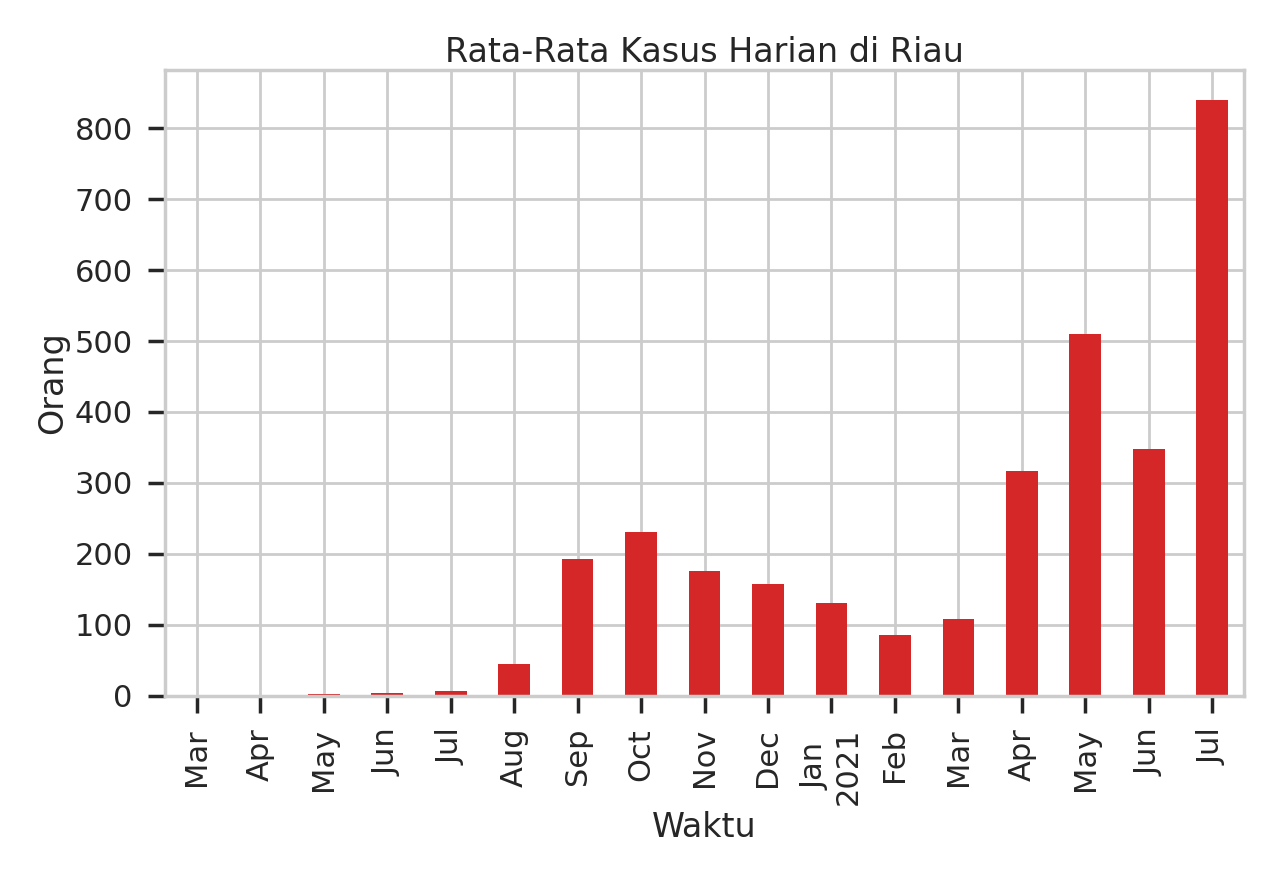 Rata-Rata Kasus Harian di Riau
Orang
800
700
600
500
400
300
200
100
0
Mar
Apr
May
Jun
Jul
Aug
Sep
Oct
Nov
Dec
Jan
2021
Feb
Mar
Apr
May
Jun
Jul
Waktu